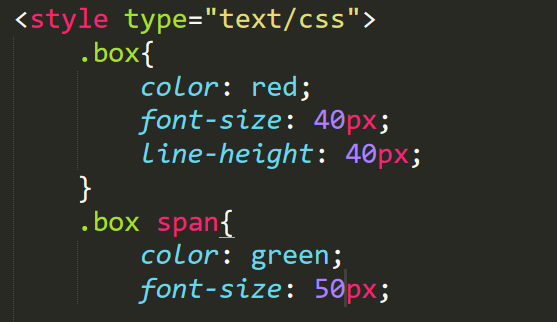 <style type="text/css">
.box{
color: red;
font-size: 40px;
line-height: 40px;
}
.box span{
color: green;
font-size: 50px;